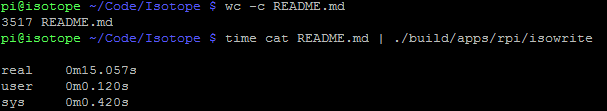 pi@isotope ~/Code/Isotope $ wc -c README.md
3517 README.md
pi@isotope ~/Code/Isotope $ time cat README.md | ./build/apps/rpi/isowrite
real 0m15.057s
user 0m0.120s
sys 0m0.420s